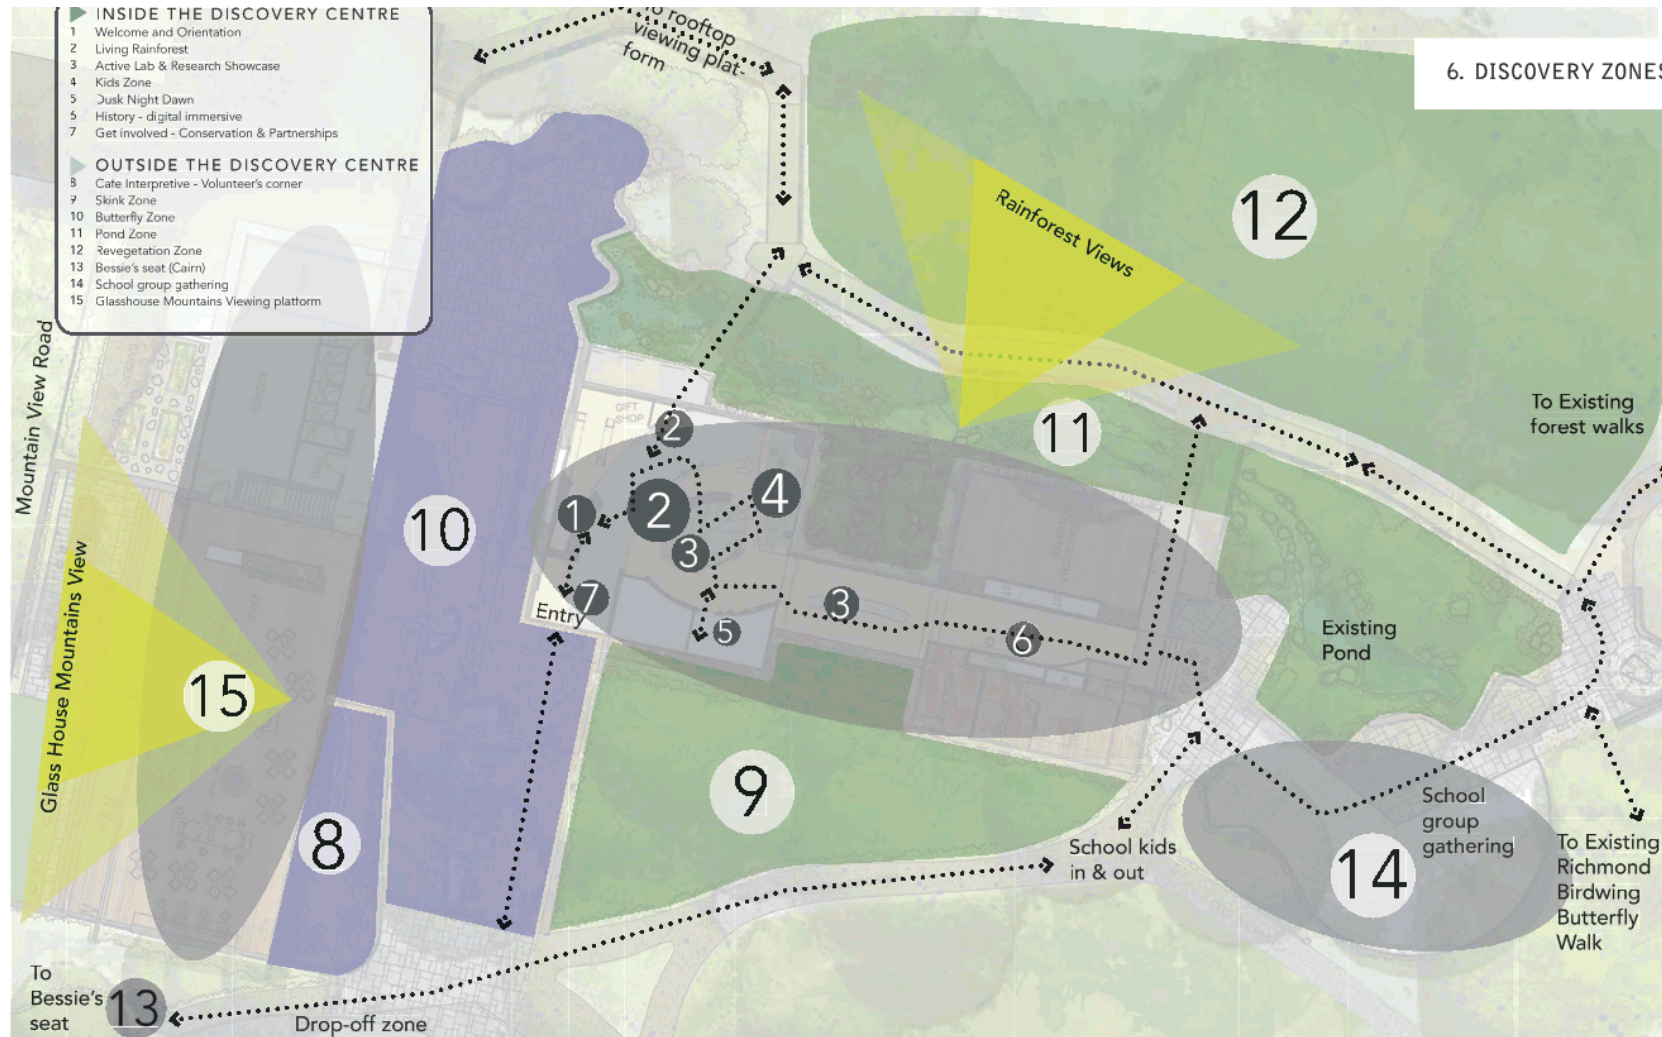 INSIDE THE DISCOVERY CENTRE
1 Welcome and Orientation
2 Living Rainforest
3 Active Lab & Research Showcase
4 Kids Zone
5 Dusk Night Dawn
6 History - digital immersive
7 Get involved - Conservation & Partnerships
OUTSIDE THE DISCOVERY CENTRE
8 Cafe Interpretive - Volunteer's corner
9 Skink Zone
10 Butterfly Zone
11 Pond Zone
12 Revegetation Zone
13 Bessie's seat (Cairn)
14 School group gathering
15 Glasshouse Mountains Viewing platform
To rooftop
viewing plat-
form
6. DISCOVERY ZONES
12
Rainforest Views
Mountain View Road
To Existing
forest walks
GIFT
SHOP
2
11
10
1
2
4
3
7
Entry
5
3
6
Existing
Pond
Glass House Mountains View
15
9
8
School kids
in & out
School
group
gathering
14
To Existing
Richmond
Birdwing
Butterfly
Walk
To
Bessie's
seat
13
Drop-off zone